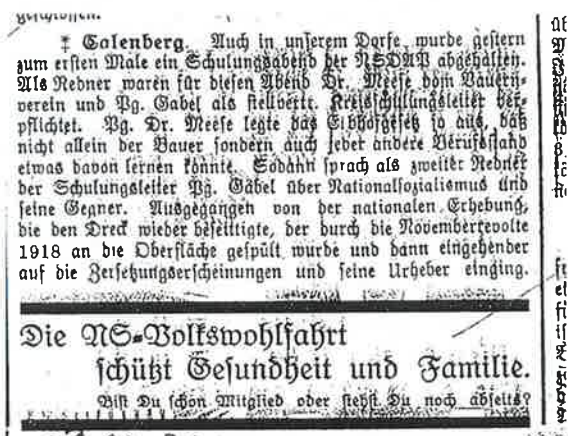 geschlossen.
‡ Calenberg. Auch in unserem Dorfe wurde gestern
zum ersten Male ein Schulungsabend der NSDAP abgehalten.
Als Redner waren für diesen Abend Dr. Meese vom Bauern-
verein und Pg. Gabel als stellvertr. Kreisschulungsleiter ver-
pflichtet. Pg. Dr. Meese legte das Erbhofgesetz so aus, daß
nicht allein der Bauer sondern auch jeder andere Berufsstand
etwas davon lernen könnte. Sodann sprach als zweiter Redner
der Schulungsleiter Pg. Gabel über Nationalsozialismus und
seine Gegner. Ausgegangen von der nationalen Erhebung,
die den Dreck wieder beseitigte, der durch die Novemberrevolte
1918 an die Oberfläche gespült wurde und dann eingehender
auf die Zersetzungserscheinungen und seine Urheber einging.
Die NS-Volkswohlfahrt
schützt Gesundheit und Familie.
Bist Du schon Mitglied oder stehst Du noch abseits?